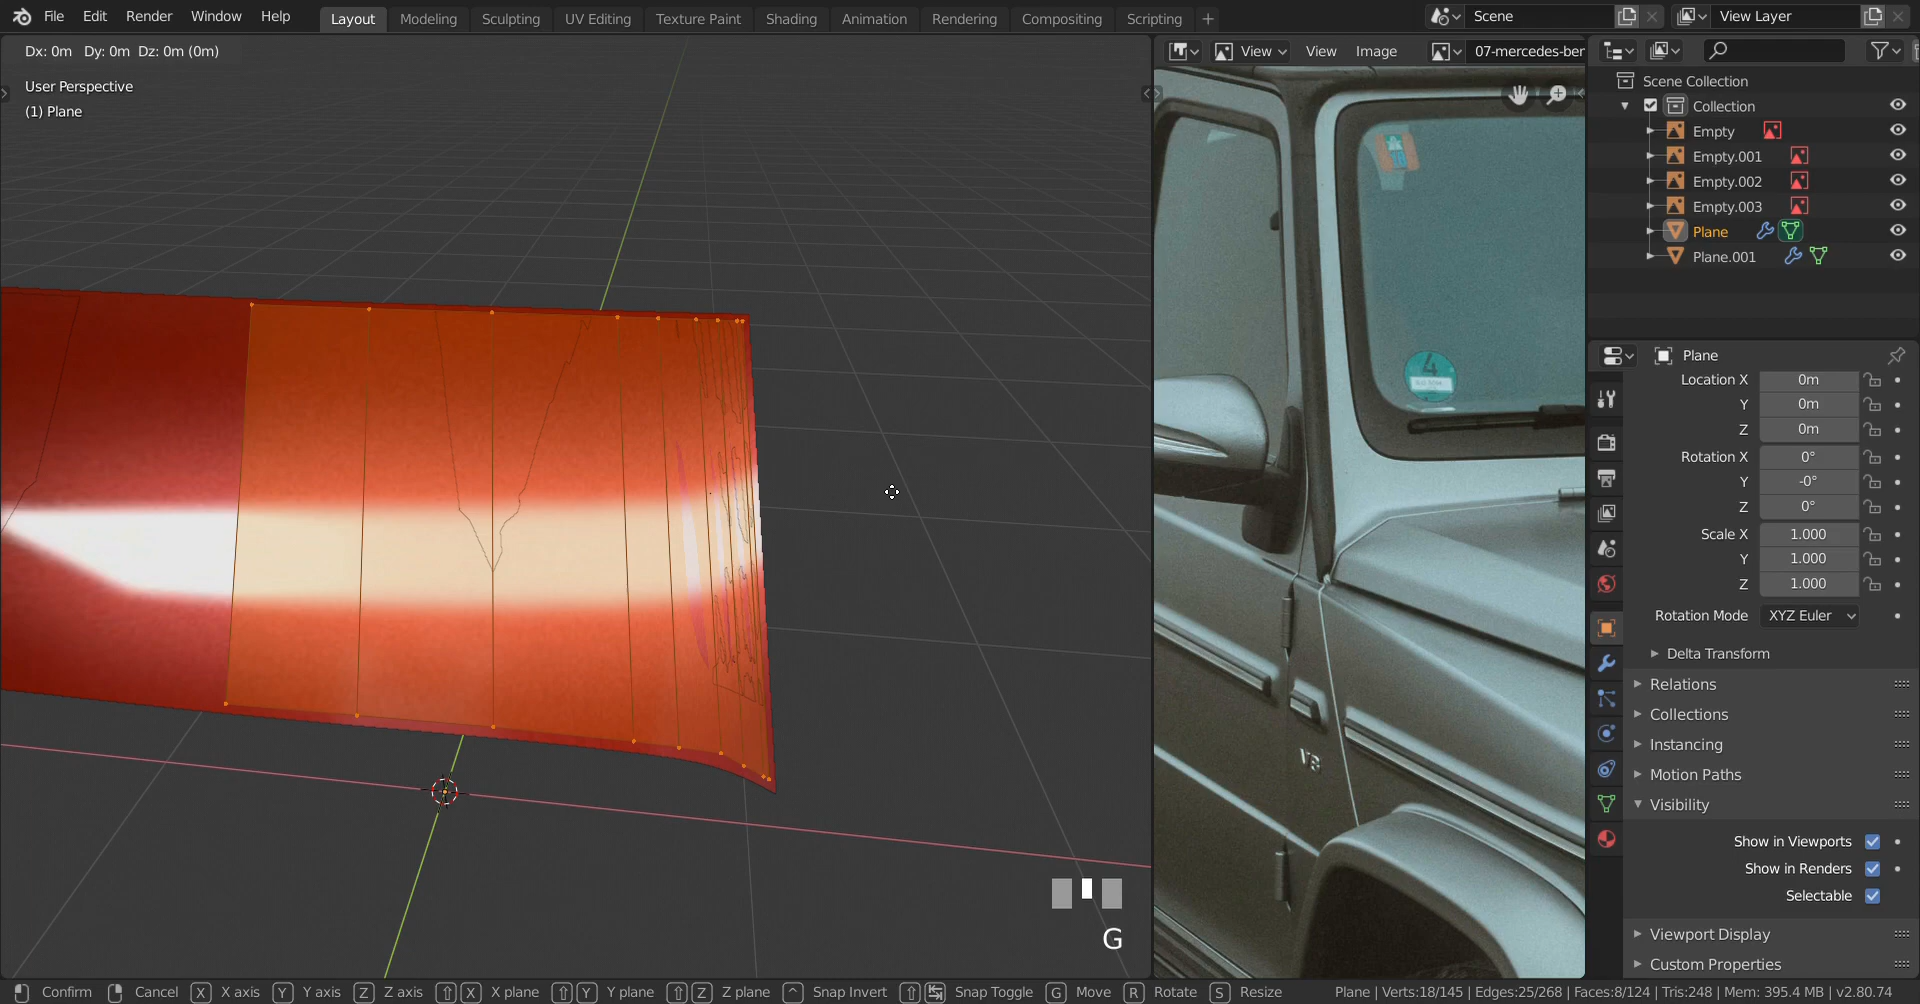 File Edit Render Window Help Layout Modeling Sculpting UV Editing Texture Paint Shading Animation Rendering Compositing Scripting + Scene View Layer
Dx: 0m Dy: 0m Dz: 0m (0m)
View View Image 07-mercedes-ber
User Perspective
(1) Plane
Scene Collection
Collection
Empty
Empty.001
Empty.002
Empty.003
Plane
Plane.001
Plane
Location X 0m
Y 0m
Z 0m
Rotation X 0°
Y -0°
Z 0°
Scale X 1.000
Y 1.000
Z 1.000
Rotation Mode XYZ Euler
Delta Transform
Relations
Collections
Instancing
Motion Paths
Visibility
Show in Viewports
Show in Renders
Selectable
Viewport Display
Custom Properties
4
V8
G
Confirm Cancel X X axis Y Y axis Z Z axis X X plane Y Y plane Z Z plane ^ Snap Invert Snap Toggle G Move R Rotate S Resize Plane | Verts:18/145 | Edges:25/268 | Faces:8/124 | Tris:248 | Mem: 395.4 MB | v2.80.74